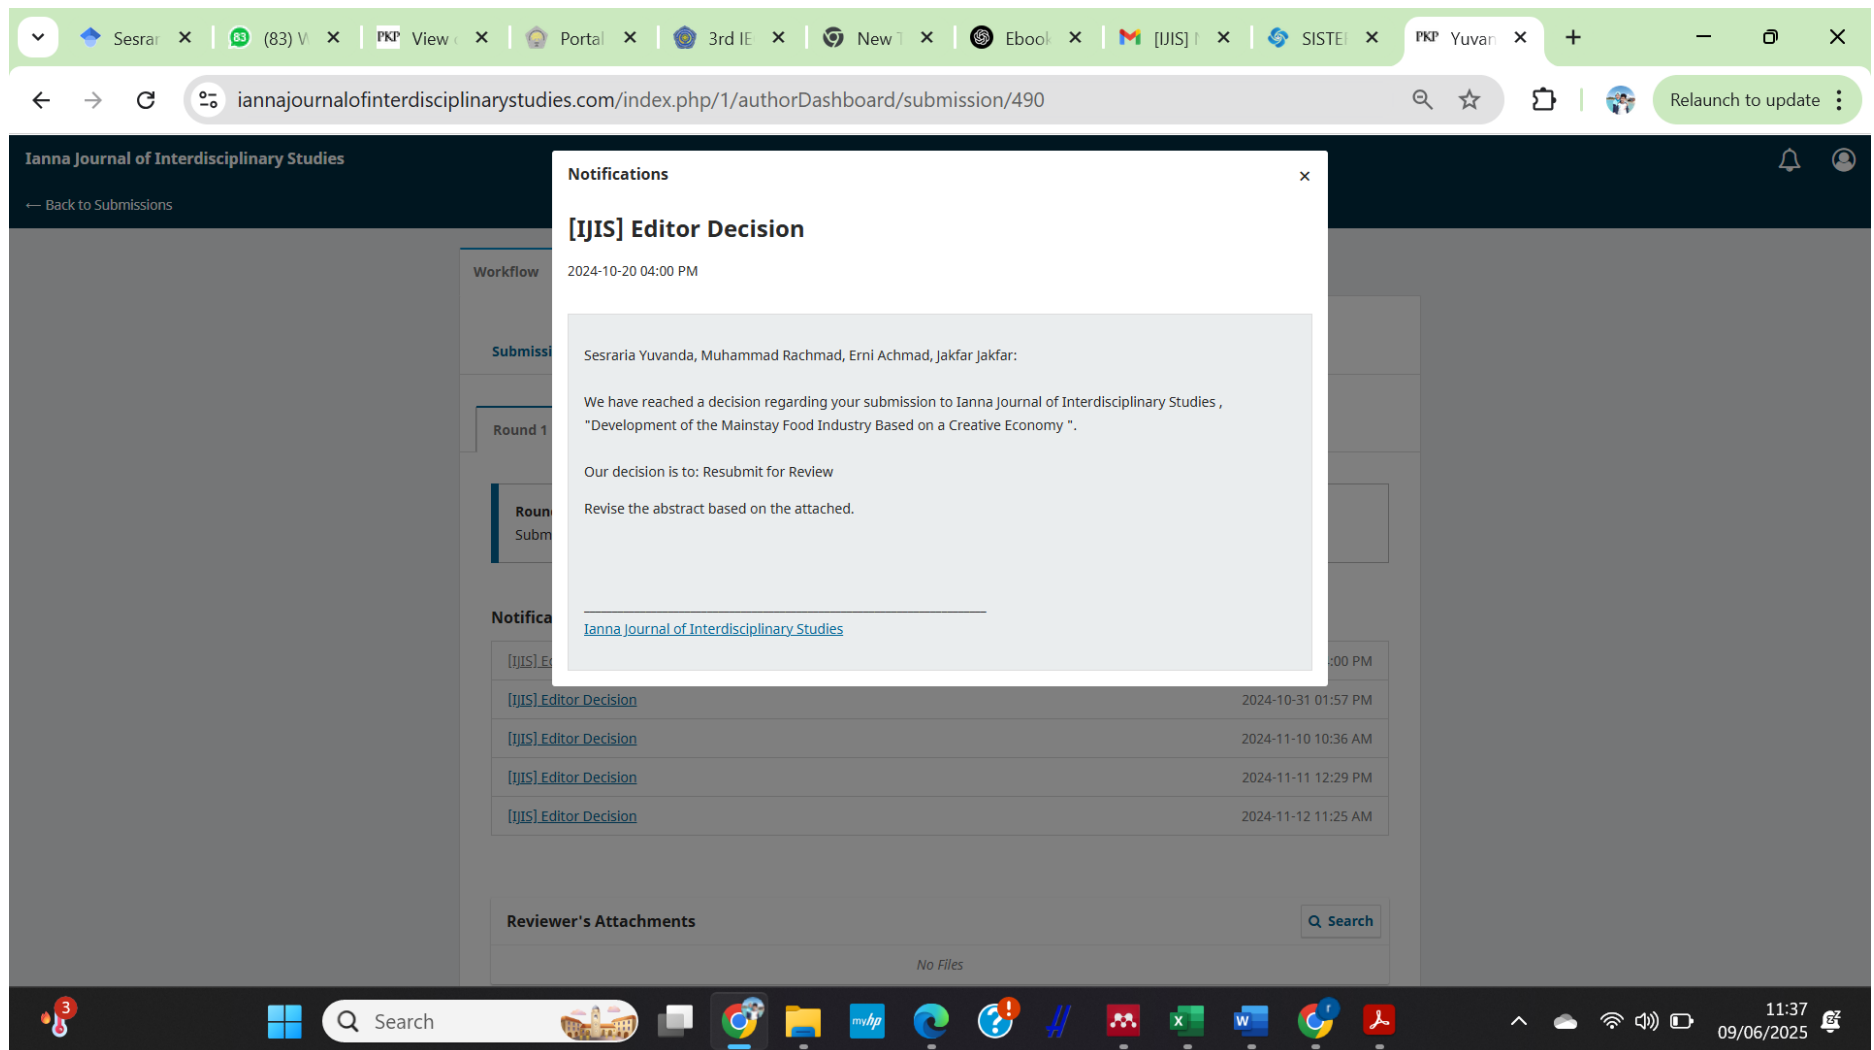 Sesrar
(83) W
PKP View
Portal
3rd IE
New T
Ebook
[IJIS] N
SISTEI
PKP Yuvan
iannajournalofinterdisciplinarystudies.com/index.php/1/authorDashboard/submission/490
Relaunch to update
Ianna Journal of Interdisciplinary Studies
← Back to Submissions
Notifications
[IJIS] Editor Decision
2024-10-20 04:00 PM
Workflow
Submissi
Sesraria Yuvanda, Muhammad Rachmad, Erni Achmad, Jakfar Jakfar:
We have reached a decision regarding your submission to Ianna Journal of Interdisciplinary Studies ,
"Development of the Mainstay Food Industry Based on a Creative Economy ".
Round 1
Our decision is to: Resubmit for Review
Revise the abstract based on the attached.
Roun
Subm
Notifica
Ianna Journal of Interdisciplinary Studies
[IJIS] Ed :00 PM
[IJIS] Editor Decision 2024-10-31 01:57 PM
[IJIS] Editor Decision 2024-11-10 10:36 AM
[IJIS] Editor Decision 2024-11-11 12:29 PM
[IJIS] Editor Decision 2024-11-12 11:25 AM
Reviewer's Attachments Search
No Files
3
Search
myhp
11:37
09/06/2025